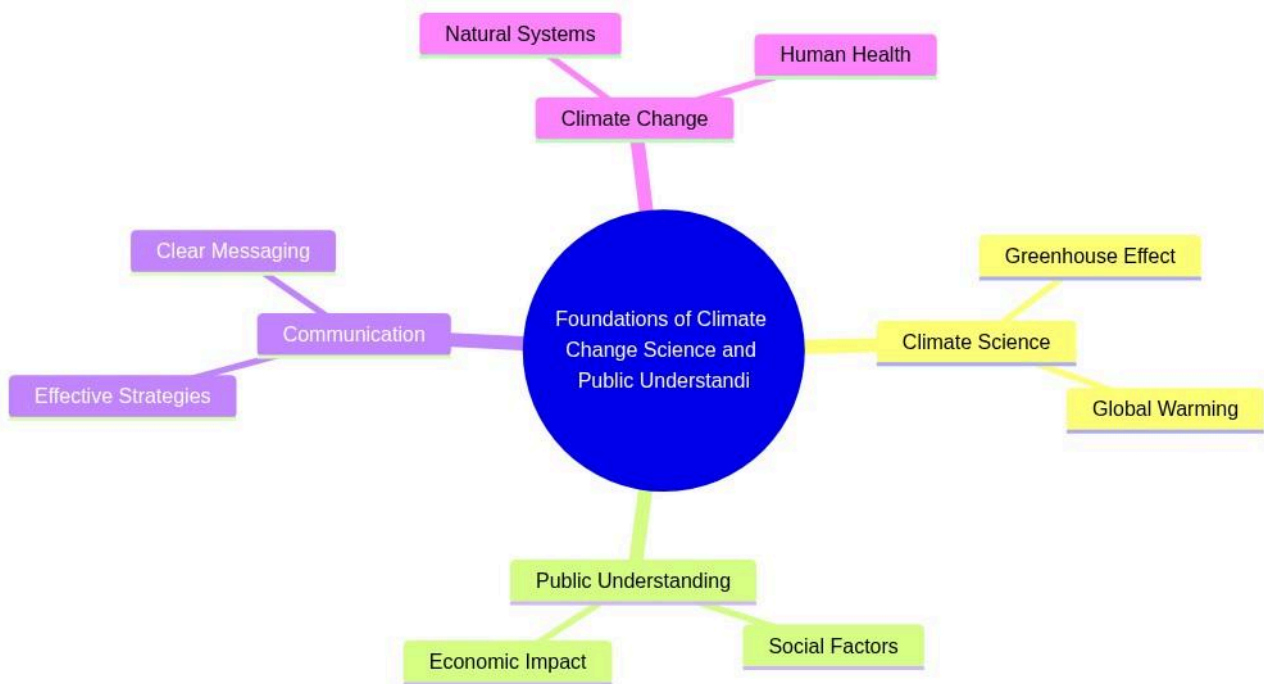 Natural Systems
Human Health
Climate Change
Clear Messaging
Greenhouse Effect
Communication
Foundations of Climate
Change Science and
Public Understandi
Climate Science
Effective Strategies
Global Warming
Public Understanding
Economic Impact
Social Factors